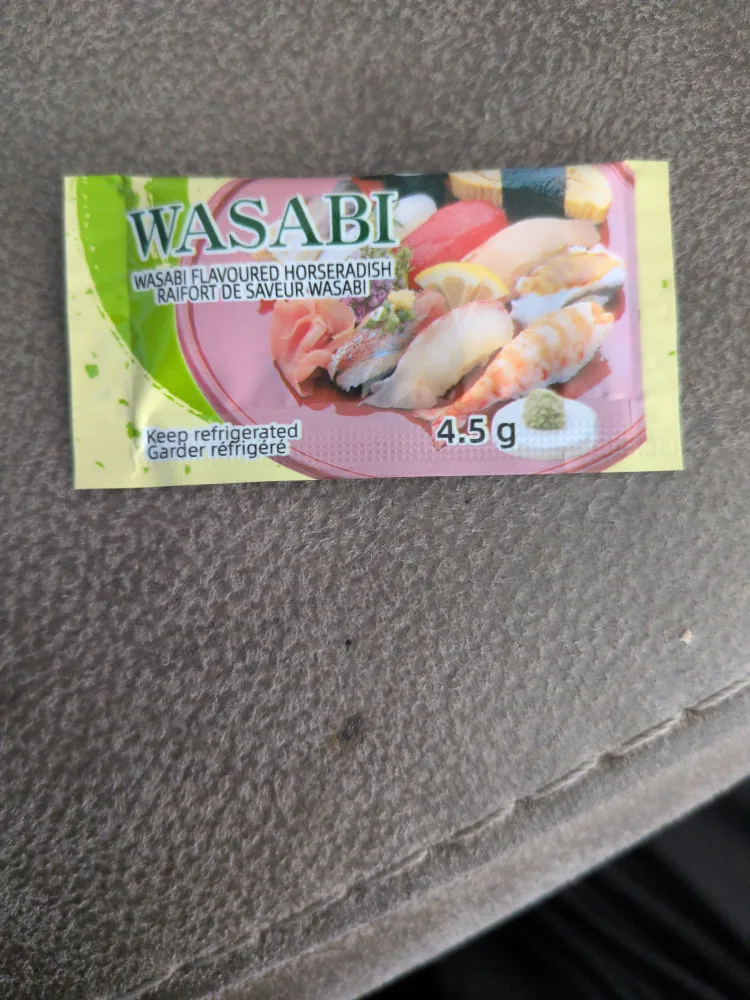 WASABI
WASABI FLAVOURED HORSERADISH
RAIFORT DE SAVEUR WASABI
Keep refrigerated
Garder réfrigéré
4.5 g